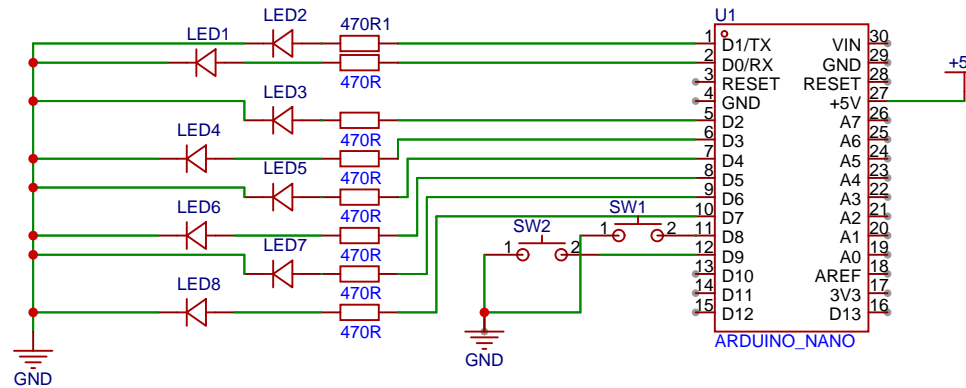 LED2 470R1
LED1 470R
LED3 470R
LED4 470R
LED5 470R
LED6 470R
LED7 470R
LED8 470R
GND
SW2
1 2
SW1
1 2
GND
U1
1 D1/TX VIN 30
2 D0/RX GND 29
3 RESET RESET 28
4 GND +5V 27
5 D2 A7 26
6 D3 A6 25
7 D4 A5 24
8 D5 A4 23
9 D6 A3 22
10 D7 A2 21
11 D8 A1 20
12 D9 A0 19
13 D10 AREF 18
14 D11 3V3 17
15 D12 D13 16
ARDUINO_NANO
+5